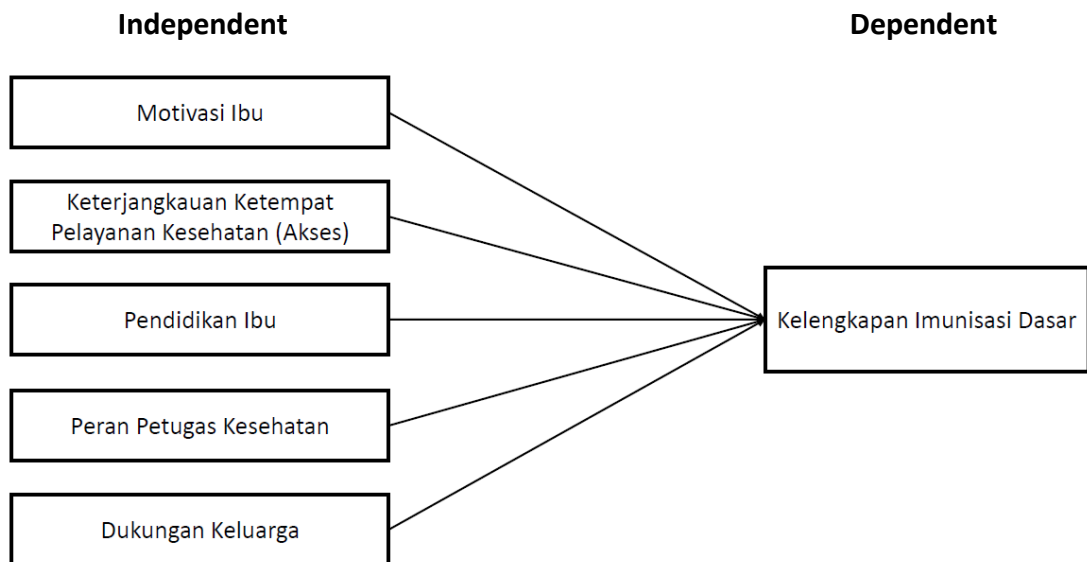 Independent
Dependent
Motivasi Ibu
Keterjangkauan Ketempat
Pelayanan Kesehatan (Akses)
Pendidikan Ibu
Kelengkapan Imunisasi Dasar
Peran Petugas Kesehatan
Dukungan Keluarga